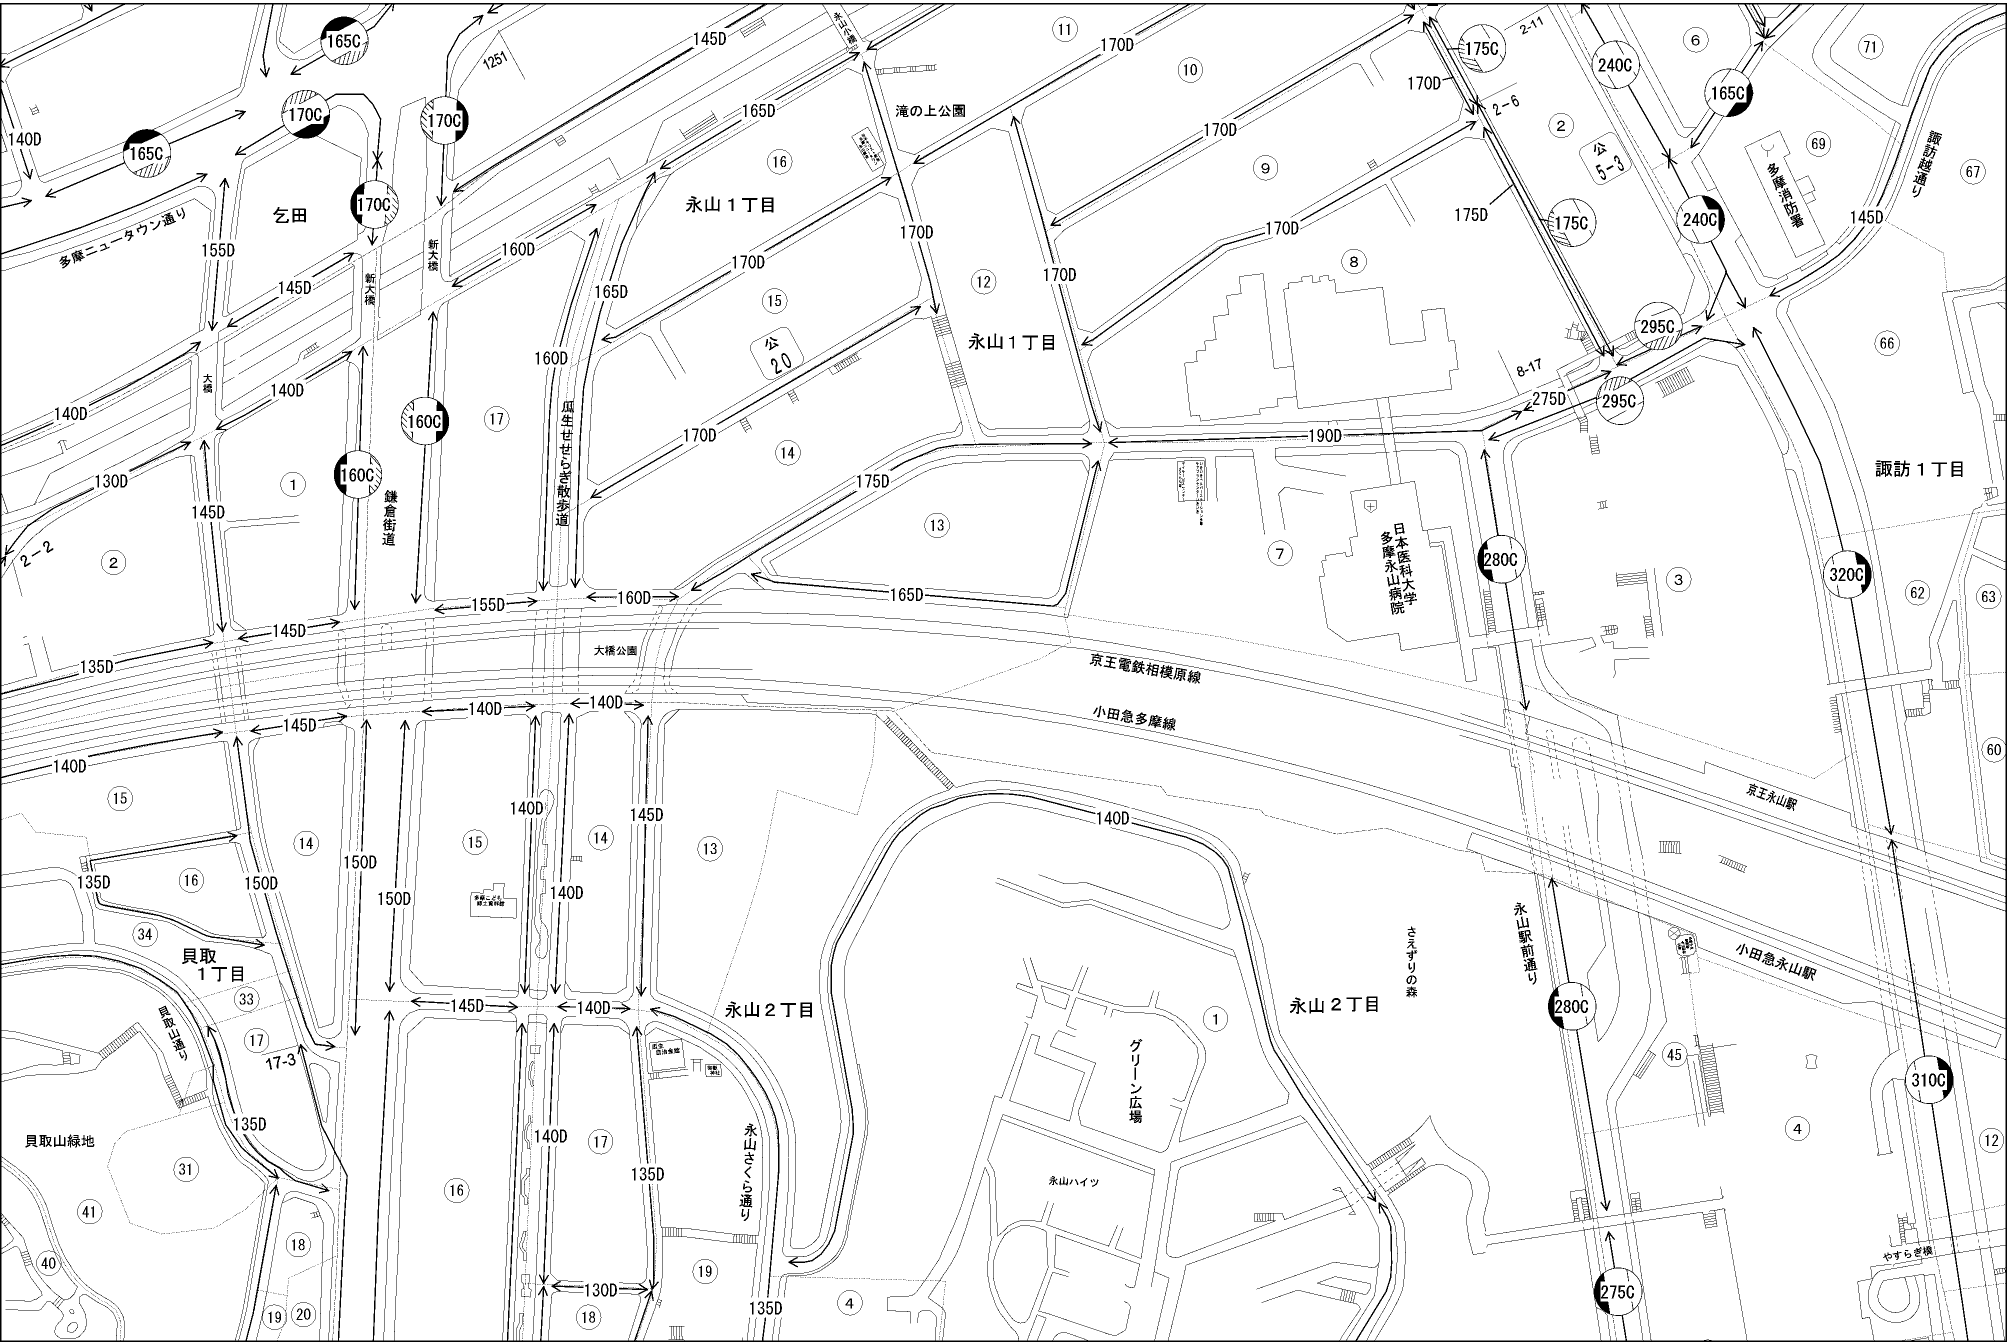 165C
145D
永山小橋
⑪
170D
175C
2-11
240C
⑥
71
1251
⑩
170D
165C
140D
170C
170C
165D
滝の上公園
2-6
②
公
5-3
69
諏訪越通り
67
165C
⑯
170D
⑨
多摩消防署
170C
永山1丁目
175D
175C
240C
145D
乞田
多摩ニュータウン通り
155D
新大橋
160D
170D
170D
170D
170D
⑧
145D
新大橋
165D
⑮
⑫
295C
公
20
永山1丁目
66
160D
8-17
大橋
140D
140D
275D
295C
160C
⑰
瓜生せせらぎ散歩道
170D
190D
⑭
諏訪1丁目
130D
①
160C
175D
145D
鎌倉街道
⑬
日本医科大学
多摩永山病院
⑦
2-2
②
280C
③
320C
62
63
155D
160D
165D
145D
135D
大橋公園
京王電鉄相模原線
小田急多摩線
140D
140D
145D
60
140D
⑮
140D
145D
140D
京王永山駅
⑭
150D
⑮
⑭
⑬
135D
⑯
150D
150D
140D
34
貝取
1丁目
さえずりの森
永山駅前通り
小田急永山駅
33
145D
140D
永山2丁目
永山2丁目
①
280C
貝取山通り
⑰
17-3
グリーン広場
45
310C
135D
貝取山緑地
140D
⑰
永山さくら通り
④
31
135D
⑫
41
⑯
永山ハイツ
18
40
⑲
やすらぎ橋
130D
275C
135D
④
⑲
⑳
⑱